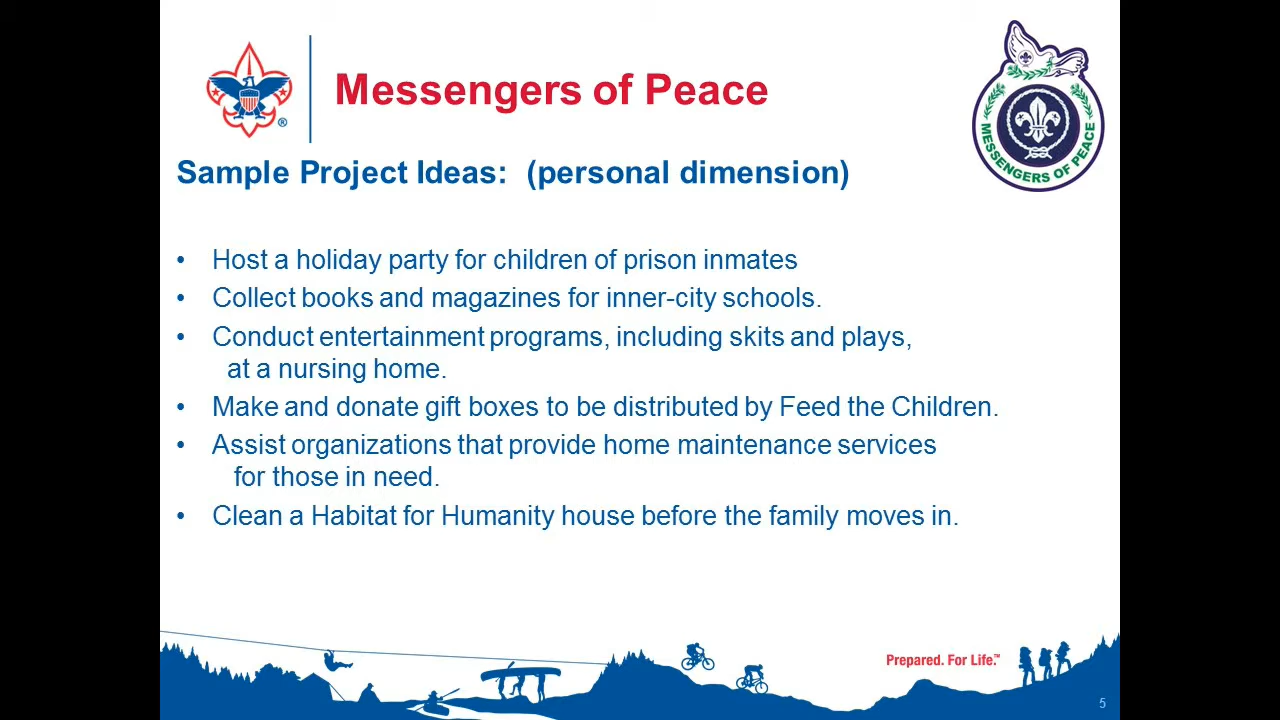 Messengers of Peace
MESSENGERS OF PEACE
Sample Project Ideas:  (personal dimension)
• Host a holiday party for children of prison inmates
• Collect books and magazines for inner-city schools.
• Conduct entertainment programs, including skits and plays,
at a nursing home.
• Make and donate gift boxes to be distributed by Feed the Children.
• Assist organizations that provide home maintenance services
for those in need.
• Clean a Habitat for Humanity house before the family moves in.
Prepared. For Life.™
5